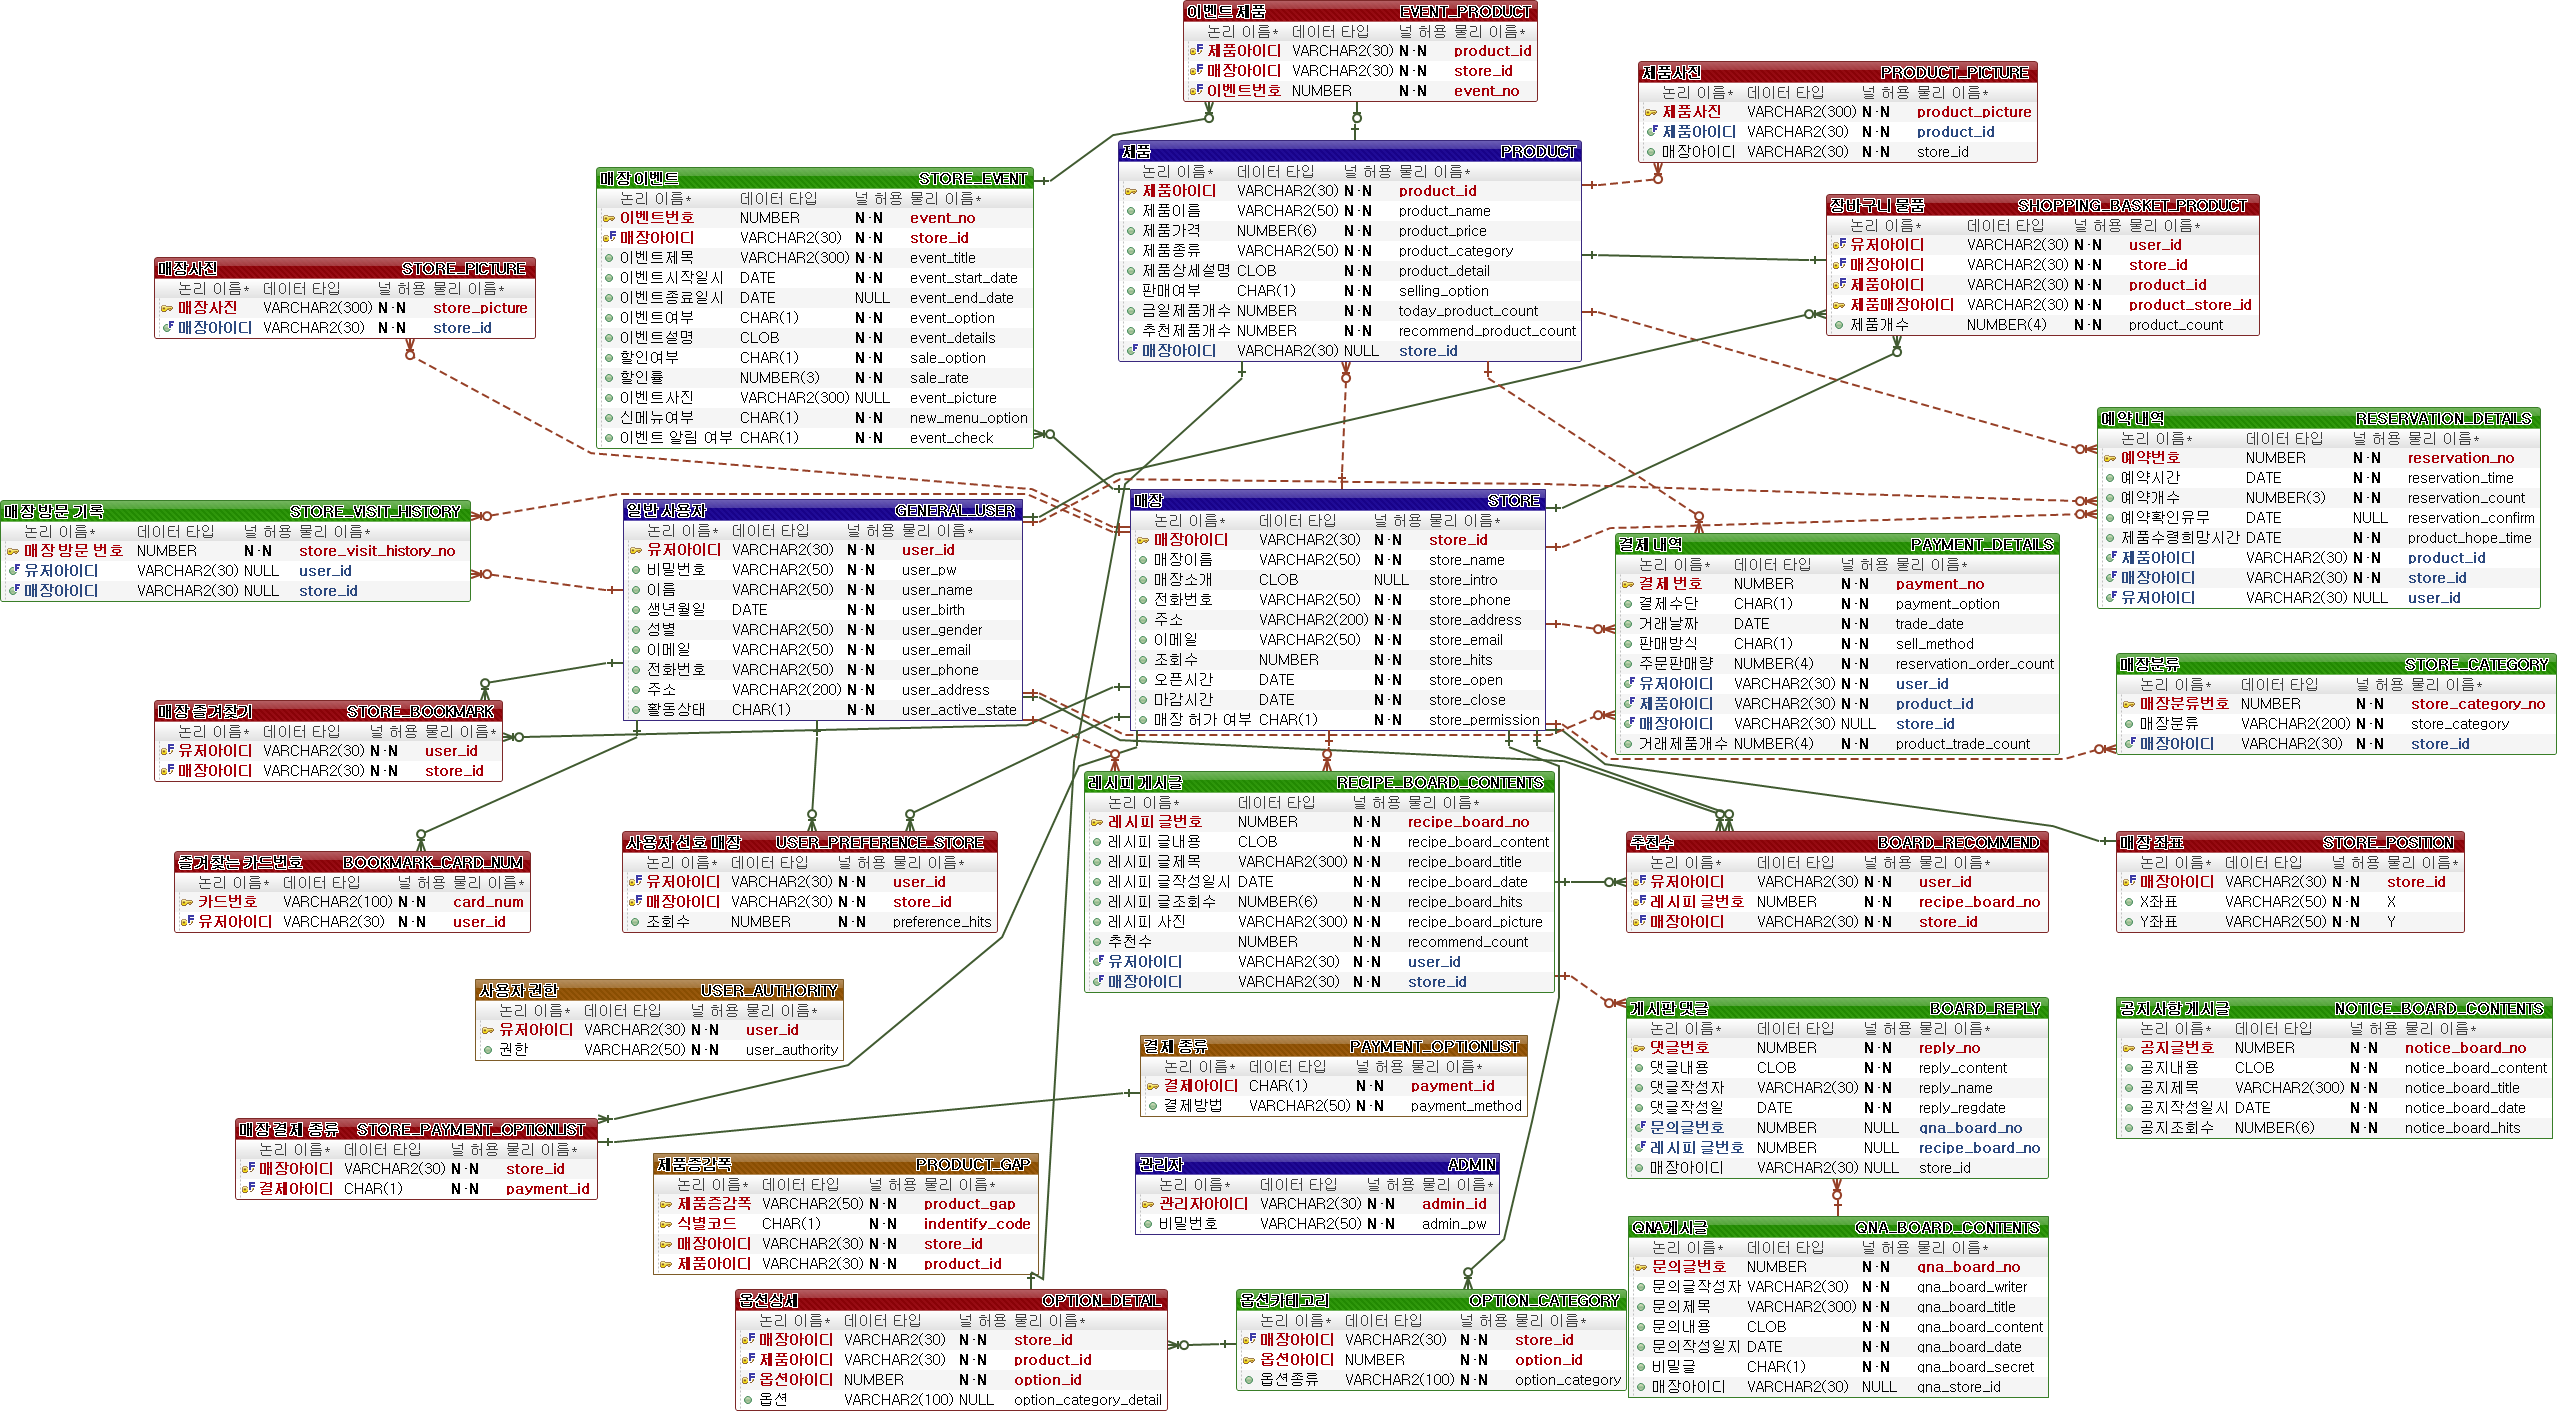 이벤트 제품 EVENT_PRODUCT
논리 이름* 데이터 타입 널 허용 물리 이름*
제품아이디 VARCHAR2(30) N·N product_id
매장아이디 VARCHAR2(30) N·N store_id
이벤트번호 NUMBER N·N event_no
제품사진 PRODUCT_PICTURE
논리 이름* 데이터 타입 널 허용 물리 이름*
제품사진 VARCHAR2(300) N·N product_picture
제품아이디 VARCHAR2(30) N·N product_id
매장아이디 VARCHAR2(30) N·N store_id
제품 PRODUCT
논리 이름* 데이터 타입 널 허용 물리 이름*
제품아이디 VARCHAR2(30) N·N product_id
제품이름 VARCHAR2(50) N·N product_name
제품가격 NUMBER(6) N·N product_price
제품종류 VARCHAR2(50) N·N product_category
제품상세설명 CLOB N·N product_detail
판매여부 CHAR(1) N·N selling_option
금일제품개수 NUMBER N·N today_product_count
추천제품개수 NUMBER N·N recommend_product_count
매장아이디 VARCHAR2(30) NULL store_id
매장 이벤트 STORE_EVENT
논리 이름* 데이터 타입 널 허용 물리 이름*
이벤트번호 NUMBER N·N event_no
매장아이디 VARCHAR2(30) N·N store_id
이벤트제목 VARCHAR2(300) N·N event_title
이벤트시작일시 DATE N·N event_start_date
이벤트종료일시 DATE NULL event_end_date
이벤트여부 CHAR(1) N·N event_option
이벤트설명 CLOB N·N event_details
할인여부 CHAR(1) N·N sale_option
할인률 NUMBER(3) N·N sale_rate
이벤트사진 VARCHAR2(300) NULL event_picture
신메뉴여부 CHAR(1) N·N new_menu_option
이벤트 알림 여부 CHAR(1) N·N event_check
장바구니 물품 SHOPPING_BASKET_PRODUCT
논리 이름* 데이터 타입 널 허용 물리 이름*
유저아이디 VARCHAR2(30) N·N user_id
매장아이디 VARCHAR2(30) N·N store_id
제품아이디 VARCHAR2(30) N·N product_id
제품매장아이디 VARCHAR2(30) N·N product_store_id
제품개수 NUMBER(4) N·N product_count
매장사진 STORE_PICTURE
논리 이름* 데이터 타입 널 허용 물리 이름*
매장사진 VARCHAR2(300) N·N store_picture
매장아이디 VARCHAR2(30) N·N store_id
예약 내역 RESERVATION_DETAILS
논리 이름* 데이터 타입 널 허용 물리 이름*
예약번호 NUMBER N·N reservation_no
예약시간 DATE N·N reservation_time
예약개수 NUMBER(3) N·N reservation_count
예약확인유무 DATE NULL reservation_confirm
제품수령희망시간 DATE N·N product_hope_time
제품아이디 VARCHAR2(30) N·N product_id
매장아이디 VARCHAR2(30) N·N store_id
유저아이디 VARCHAR2(30) NULL user_id
매장 방문 기록 STORE_VISIT_HISTORY
논리 이름* 데이터 타입 널 허용 물리 이름*
매장 방문 번호 NUMBER N·N store_visit_history_no
유저아이디 VARCHAR2(30) NULL user_id
매장아이디 VARCHAR2(30) NULL store_id
일반 사용자 GENERAL_USER
논리 이름* 데이터 타입 널 허용 물리 이름*
유저아이디 VARCHAR2(30) N·N user_id
비밀번호 VARCHAR2(50) N·N user_pw
이름 VARCHAR2(50) N·N user_name
생년월일 DATE N·N user_birth
성별 VARCHAR2(50) N·N user_gender
이메일 VARCHAR2(50) N·N user_email
전화번호 VARCHAR2(50) N·N user_phone
주소 VARCHAR2(200) N·N user_address
활동상태 CHAR(1) N·N user_active_state
매장 STORE
논리 이름* 데이터 타입 널 허용 물리 이름*
매장아이디 VARCHAR2(30) N·N store_id
매장이름 VARCHAR2(50) N·N store_name
매장소개 CLOB NULL store_intro
전화번호 VARCHAR2(50) N·N store_phone
주소 VARCHAR2(200) N·N store_address
이메일 VARCHAR2(50) N·N store_email
조회수 NUMBER N·N store_hits
오픈시간 DATE N·N store_open
마감시간 DATE N·N store_close
매장 허가 여부 CHAR(1) N·N store_permission
결제 내역 PAYMENT_DETAILS
논리 이름* 데이터 타입 널 허용 물리 이름*
결제 번호 NUMBER N·N payment_no
결제수단 CHAR(1) N·N payment_option
거래날짜 DATE N·N trade_date
판매방식 CHAR(1) N·N sell_method
주문판매량 NUMBER(4) N·N reservation_order_count
유저아이디 VARCHAR2(30) N·N user_id
제품아이디 VARCHAR2(30) N·N product_id
매장아이디 VARCHAR2(30) NULL store_id
거래제품개수 NUMBER(4) N·N product_trade_count
매장분류 STORE_CATEGORY
논리 이름* 데이터 타입 널 허용 물리 이름*
매장분류번호 NUMBER N·N store_category_no
매장분류 VARCHAR2(200) N·N store_category
매장아이디 VARCHAR2(30) N·N store_id
매장 즐겨찾기 STORE_BOOKMARK
논리 이름* 데이터 타입 널 허용 물리 이름*
유저아이디 VARCHAR2(30) N·N user_id
매장아이디 VARCHAR2(30) N·N store_id
즐겨찾는 카드번호 BOOKMARK_CARD_NUM
논리 이름* 데이터 타입 널 허용 물리 이름*
카드번호 VARCHAR2(100) N·N card_num
유저아이디 VARCHAR2(30) N·N user_id
사용자 선호 매장 USER_PREFERENCE_STORE
논리 이름* 데이터 타입 널 허용 물리 이름*
유저아이디 VARCHAR2(30) N·N user_id
매장아이디 VARCHAR2(30) N·N store_id
조회수 NUMBER N·N preference_hits
레시피 게시글 RECIPE_BOARD_CONTENTS
논리 이름* 데이터 타입 널 허용 물리 이름*
레시피 글번호 NUMBER N·N recipe_board_no
레시피 글내용 CLOB N·N recipe_board_content
레시피 글제목 VARCHAR2(300) N·N recipe_board_title
레시피 글작성일시 DATE N·N recipe_board_date
레시피 글조회수 NUMBER(6) N·N recipe_board_hits
레시피 사진 VARCHAR2(300) N·N recipe_board_picture
추천수 NUMBER N·N recommend_count
유저아이디 VARCHAR2(30) N·N user_id
매장아이디 VARCHAR2(30) N·N store_id
추천수 BOARD_RECOMMEND
논리 이름* 데이터 타입 널 허용 물리 이름*
유저아이디 VARCHAR2(30) N·N user_id
레시피 글번호 NUMBER N·N recipe_board_no
매장아이디 VARCHAR2(30) N·N store_id
매장 좌표 STORE_POSITION
논리 이름* 데이터 타입 널 허용 물리 이름*
매장아이디 VARCHAR2(30) N·N store_id
X좌표 VARCHAR2(50) N·N X
Y좌표 VARCHAR2(50) N·N Y
사용자 권한 USER_AUTHORITY
논리 이름* 데이터 타입 널 허용 물리 이름*
유저아이디 VARCHAR2(30) N·N user_id
권한 VARCHAR2(50) N·N user_authority
결제 종류 PAYMENT_OPTIONLIST
논리 이름* 데이터 타입 널 허용 물리 이름*
결제아이디 CHAR(1) N·N payment_id
결제방법 VARCHAR2(50) N·N payment_method
게시판 댓글 BOARD_REPLY
논리 이름* 데이터 타입 널 허용 물리 이름*
댓글번호 NUMBER N·N reply_no
댓글내용 CLOB N·N reply_content
댓글작성자 VARCHAR2(30) N·N reply_name
댓글작성일 DATE N·N reply_regdate
문의글번호 NUMBER NULL qna_board_no
레시피 글번호 NUMBER NULL recipe_board_no
매장아이디 VARCHAR2(30) NULL store_id
공지사항 게시글 NOTICE_BOARD_CONTENTS
논리 이름* 데이터 타입 널 허용 물리 이름*
공지글번호 NUMBER N·N notice_board_no
공지내용 CLOB N·N notice_board_content
공지제목 VARCHAR2(300) N·N notice_board_title
공지작성일시 DATE N·N notice_board_date
공지조회수 NUMBER(6) N·N notice_board_hits
매장 결제 종류 STORE_PAYMENT_OPTIONLIST
논리 이름* 데이터 타입 널 허용 물리 이름*
매장아이디 VARCHAR2(30) N·N store_id
결제아이디 CHAR(1) N·N payment_id
제품증감폭 PRODUCT_GAP
논리 이름* 데이터 타입 널 허용 물리 이름*
제품증감폭 VARCHAR2(50) N·N product_gap
식별코드 CHAR(1) N·N indentify_code
매장아이디 VARCHAR2(30) N·N store_id
제품아이디 VARCHAR2(30) N·N product_id
관리자 ADMIN
논리 이름* 데이터 타입 널 허용 물리 이름*
관리자아이디 VARCHAR2(30) N·N admin_id
비밀번호 VARCHAR2(50) N·N admin_pw
QNA게시글 QNA_BOARD_CONTENTS
논리 이름* 데이터 타입 널 허용 물리 이름*
문의글번호 NUMBER N·N qna_board_no
문의글작성자 VARCHAR2(30) N·N qna_board_writer
문의제목 VARCHAR2(300) N·N qna_board_title
문의내용 CLOB N·N qna_board_content
문의작성일지 DATE N·N qna_board_date
비밀글 CHAR(1) N·N qna_board_secret
매장아이디 VARCHAR2(30) NULL qna_store_id
옵션상세 OPTION_DETAIL
논리 이름* 데이터 타입 널 허용 물리 이름*
매장아이디 VARCHAR2(30) N·N store_id
제품아이디 VARCHAR2(30) N·N product_id
옵션아이디 NUMBER N·N option_id
옵션 VARCHAR2(100) NULL option_category_detail
옵션카테고리 OPTION_CATEGORY
논리 이름* 데이터 타입 널 허용 물리 이름*
매장아이디 VARCHAR2(30) N·N store_id
옵션아이디 NUMBER N·N option_id
옵션종류 VARCHAR2(100) N·N option_category